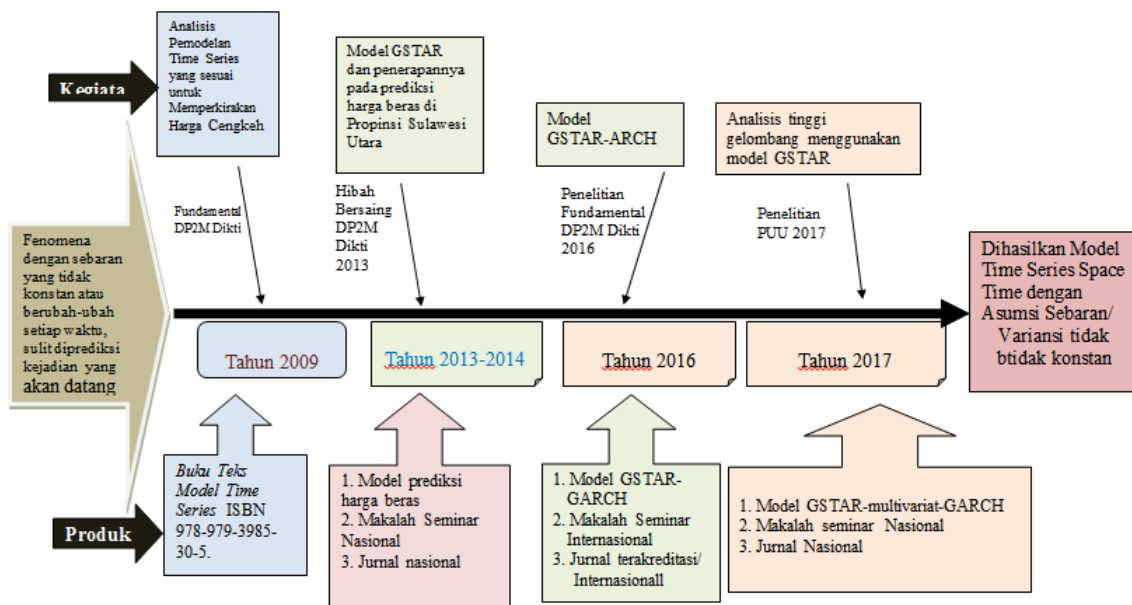 Kegiata
Analisis
Pemodelan
Time Series
yang sesuai
untuk
Memperkirakan
Harga Cengkeh
Model GSTAR
dan penerapannya
pada prediksi
harga beras di
Propinsi Sulawesi
Utara
Model
GSTAR-ARCH
Analisis tinggi
gelombang menggunakan
model GSTAR
Fundamental
DP2M Dikti
Hibah
Bersaing
DP2M
Dikti
2013
Penelitian
Fundamental
DP2M Dikti
2016
Penelitian
PUU 2017
Fenomena
dengan sebaran
yang tidak
konstan atau
berubah-ubah
setiap waktu,
sulit diprediksi
kejadian yang
akan datang
Dihasilkan Model
Time Series Space
Time dengan
Asumsi Sebaran/
Variansi tidak
btidak konstan
Tahun 2009
Tahun 2013-2014
Tahun 2016
Tahun 2017
Produk
Buku Teks
Model Time
Series ISBN
978-979-3985-
30-5.
1. Model prediksi
harga beras
2. Makalah Seminar
Nasional
3. Jurnal nasional
1. Model GSTAR-
GARCH
2. Makalah Seminar
Internasional
3. Jurnal terakreditasi/
Internasionall
1. Model GSTAR-multivariat-GARCH
2. Makalah seminar Nasional
3. Jurnal Nasional